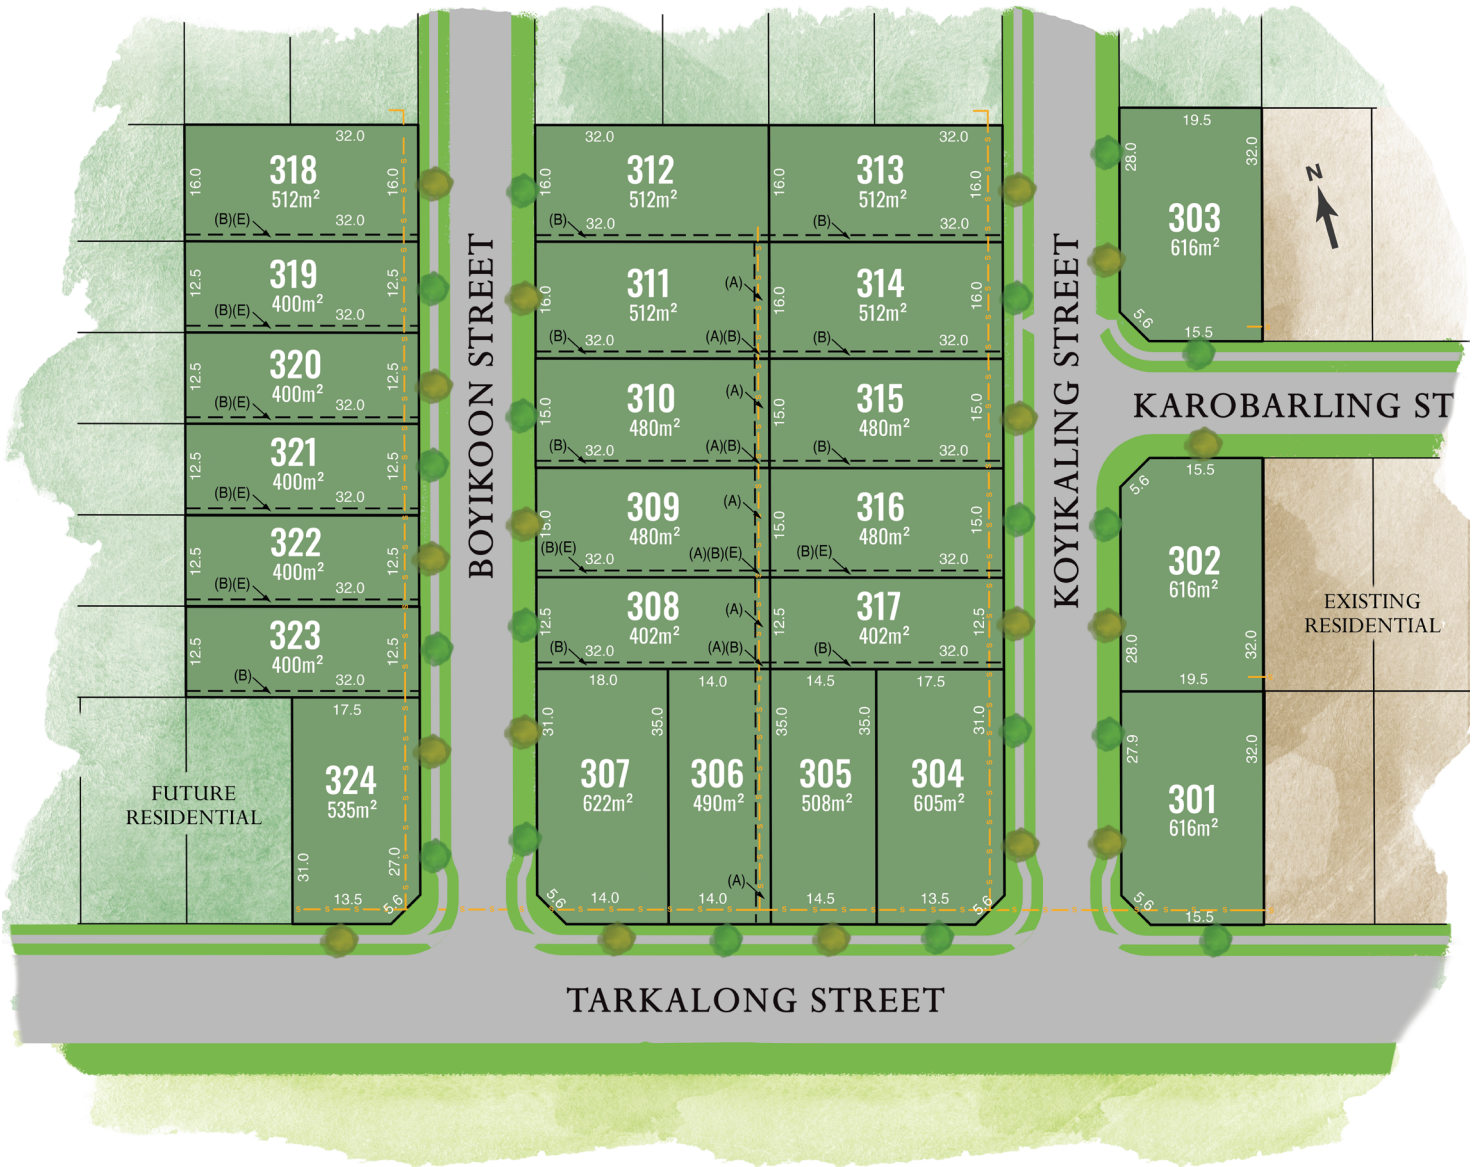 318
512m²
32.0
16.0
16.0
(B)(E)
32.0
319
400m²
12.5
12.5
(B)(E)
32.0
320
400m²
12.5
12.5
(B)(E)
32.0
321
400m²
12.5
12.5
(B)(E)
32.0
322
400m²
12.5
12.5
(B)(E)
32.0
323
400m²
12.5
12.5
(B)
32.0
17.5
324
535m²
31.0
27.0
13.5
5.6
FUTURE
RESIDENTIAL
BOYIKOON STREET
32.0
312
512m²
16.0
(B)
32.0
32.0
313
512m²
16.0
16.0
(B)
32.0
311
512m²
16.0
(A)
(B)
32.0
(A)(B)
314
512m²
16.0
16.0
(B)
32.0
310
480m²
15.0
(A)
(B)
32.0
(A)(B)
315
480m²
15.0
15.0
(B)
32.0
309
480m²
15.0
(A)
(B)(E)
32.0
(A)(B)(E)
316
480m²
15.0
15.0
(B)(E)
32.0
308
402m²
12.5
(A)
(B)
32.0
(A)(B)
317
402m²
12.5
12.5
(B)
32.0
18.0
307
622m²
31.0
35.0
14.0
5.6
14.0
306
490m²
(A)
14.0
14.5
305
508m²
35.0
35.0
14.5
17.5
304
605m²
31.0
13.5
5.6
KOYIKALING STREET
19.5
303
616m²
28.0
32.0
5.6
15.5
N
KAROBARLING ST
15.5
5.6
302
616m²
28.0
32.0
19.5
EXISTING
RESIDENTIAL
301
616m²
27.9
32.0
5.6
15.5
TARKALONG STREET